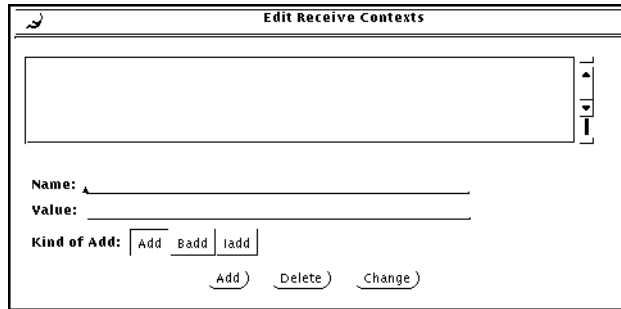 Edit Receive Contexts
Name:
Value:
Kind of Add: Add Badd Iadd
Add Delete Change